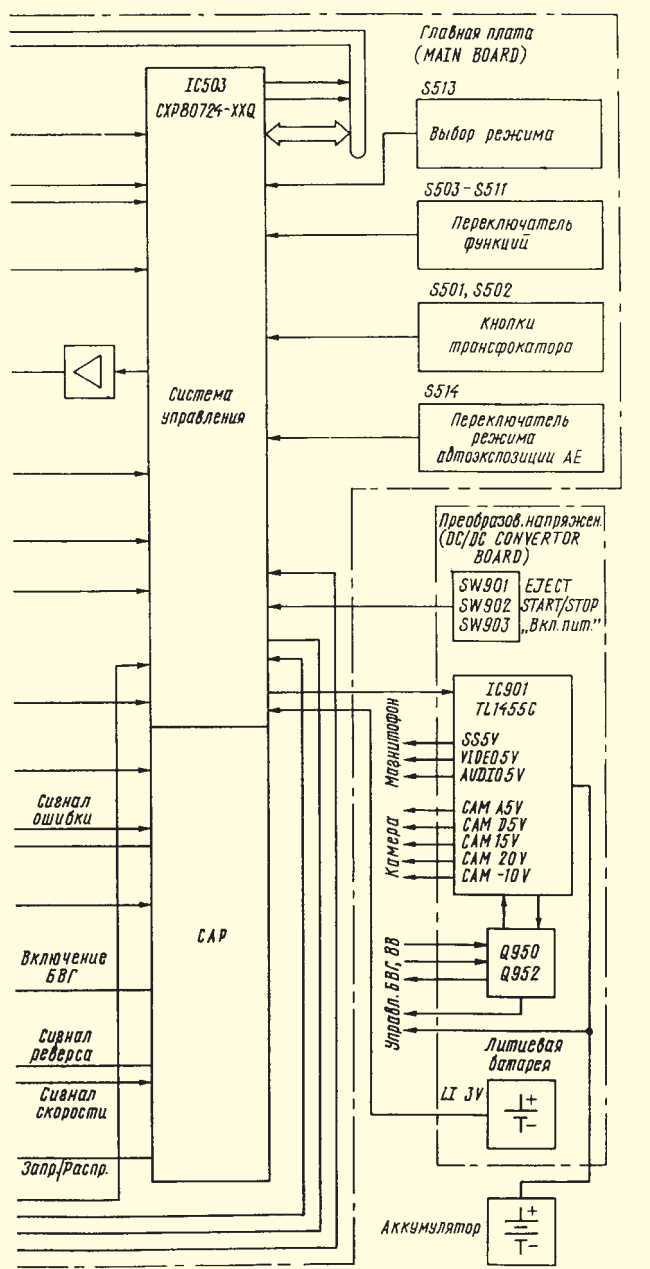 Главная плата
(MAIN BOARD)
IC503
CXP80724-XXQ
S513
Выбор режима
S503-S511
Переключатель
функций
S501, S502
Кнопки
трансфокатора
S514
Переключатель
режима
автоэкспозиции AE
Система
управления
Преобразов. напряжен.
(DC/DC CONVERTOR
BOARD)
SW901 EJECT
SW902 START/STOP
SW903 „Вкл. пит.”
IC901
TL1455C
Магнитофон
SS5V
VIDEO5V
AUDIO5V
Камера
CAM A5V
CAM D5V
CAM 15V
CAM 20V
CAM -10V
Сигнал
ошибки
САР
Включение
БВГ
Управл. БВГ, ВВ
Q950
Q952
Сигнал
реверса
Сигнал
скорости
Литиевая
батарея
LI 3V
+
-
Запр/Распр.
Аккумулятор
+
-